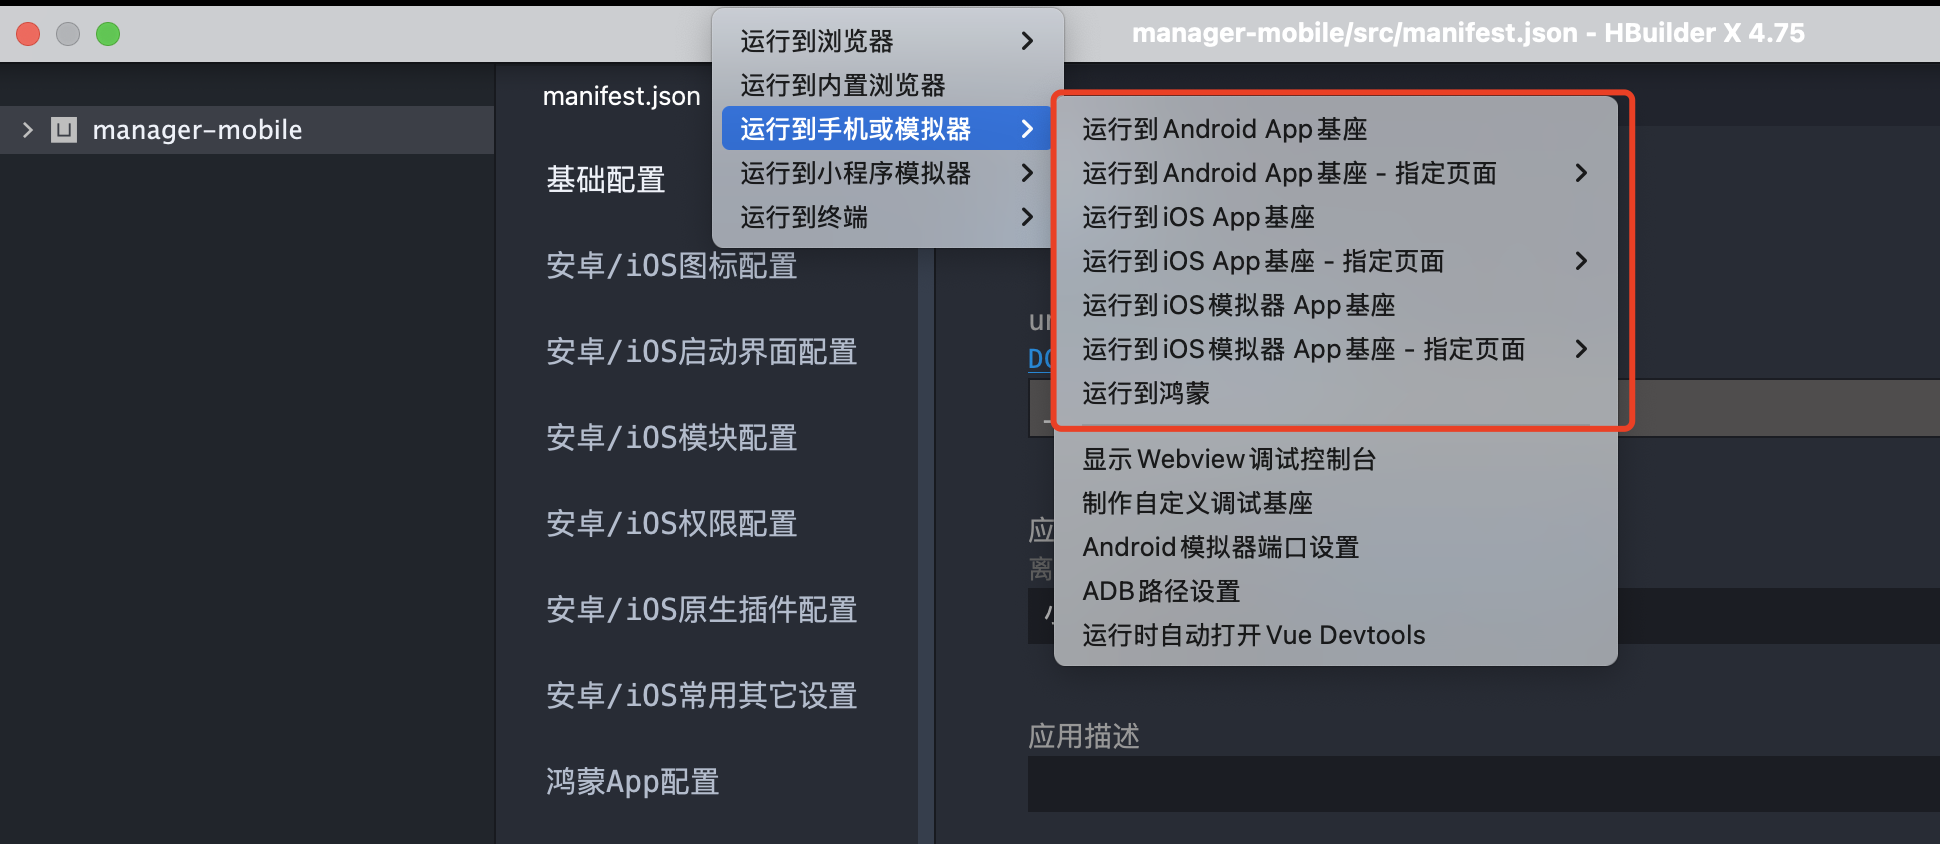 manager-mobile/src/manifest.json - HBuilder X 4.75
manager-mobile
manifest.json
基础配置
安卓/iOS图标配置
安卓/iOS启动界面配置
安卓/iOS模块配置
安卓/iOS权限配置
安卓/iOS原生插件配置
安卓/iOS常用其它设置
鸿蒙App配置
运行到浏览器
运行到内置浏览器
运行到手机或模拟器
运行到小程序模拟器
运行到终端
运行到Android App基座
运行到Android App基座 - 指定页面
运行到iOS App基座
运行到iOS App基座 - 指定页面
运行到iOS模拟器 App基座
运行到iOS模拟器 App基座 - 指定页面
运行到鸿蒙
显示Webview调试控制台
制作自定义调试基座
Android模拟器端口设置
ADB路径设置
运行时自动打开Vue Devtools
应
离
应用描述